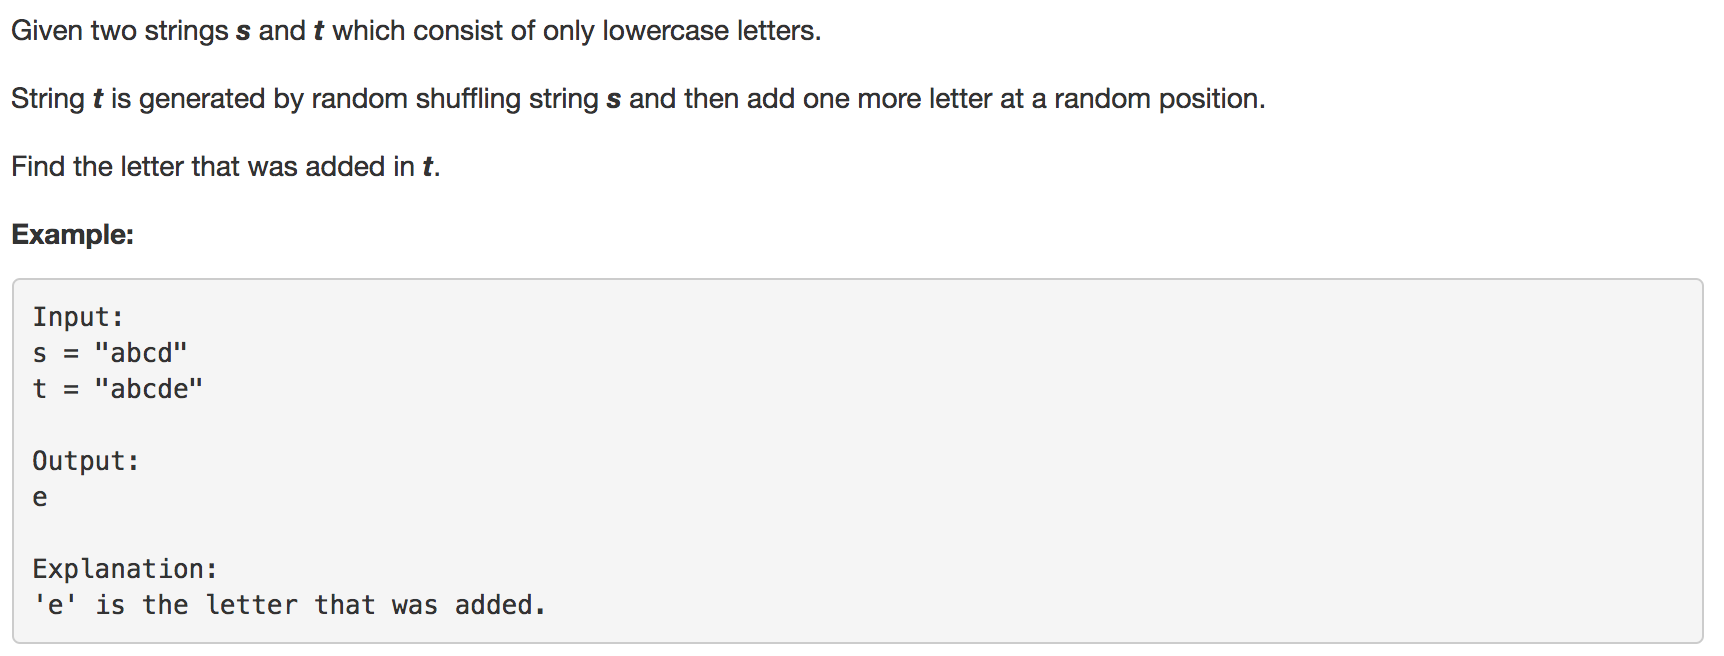 Given two strings s and t which consist of only lowercase letters.
String t is generated by random shuffling string s and then add one more letter at a random position.
Find the letter that was added in t.
Example:
Input:
s = "abcd"
t = "abcde"
Output:
e
Explanation:
'e' is the letter that was added.